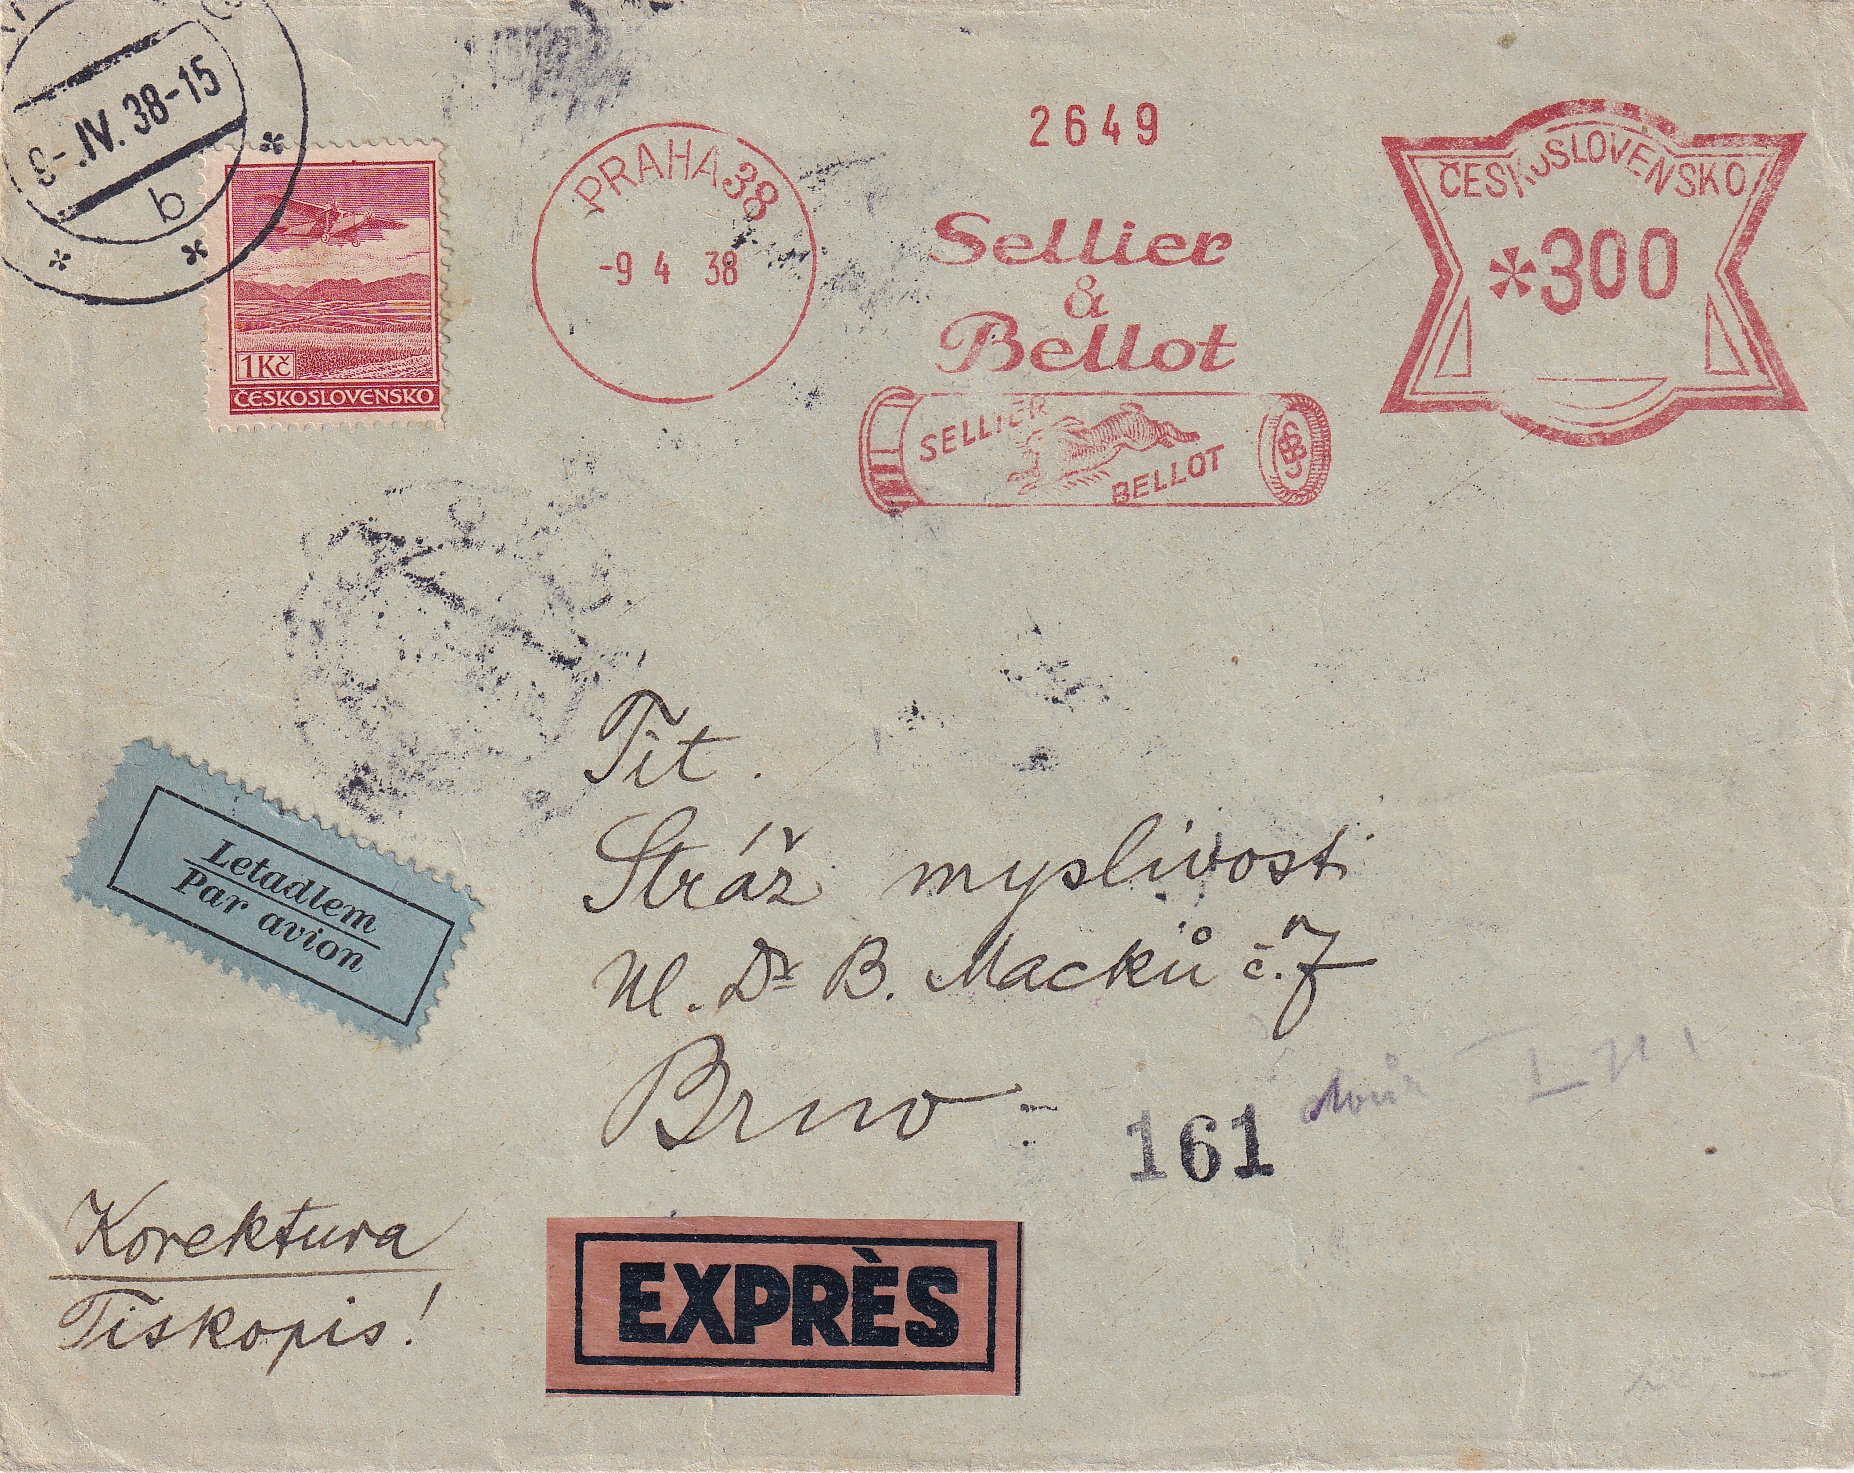 9-.IV.38-15
b
1Kč
ČESKOSLOVENSKO
PRAHA 38
-9 4 38
2649
Sellier
&
Bellot
SELLIER
BELLOT
ČESKOSLOVENSKO
*300
Letadlem
Par avion
Tit.
Stráž myslivosti
Ul. Dr B. Macků č. 7
Brno -
161
Korektura
Tiskopis!
EXPRÈS